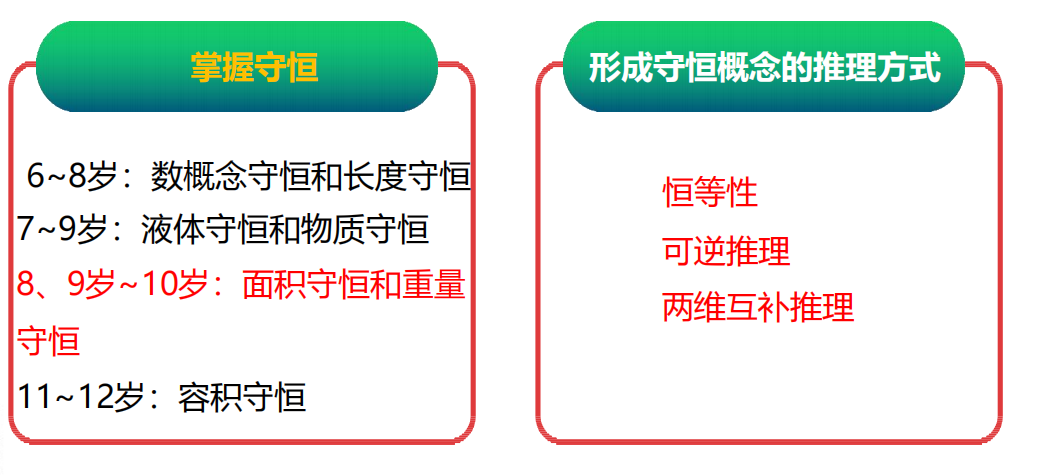 掌握守恒
6~8岁：数概念守恒和长度守恒
7~9岁：液体守恒和物质守恒
8、9岁~10岁：面积守恒和重量
守恒
11~12岁：容积守恒
形成守恒概念的推理方式
恒等性
可逆推理
两维互补推理